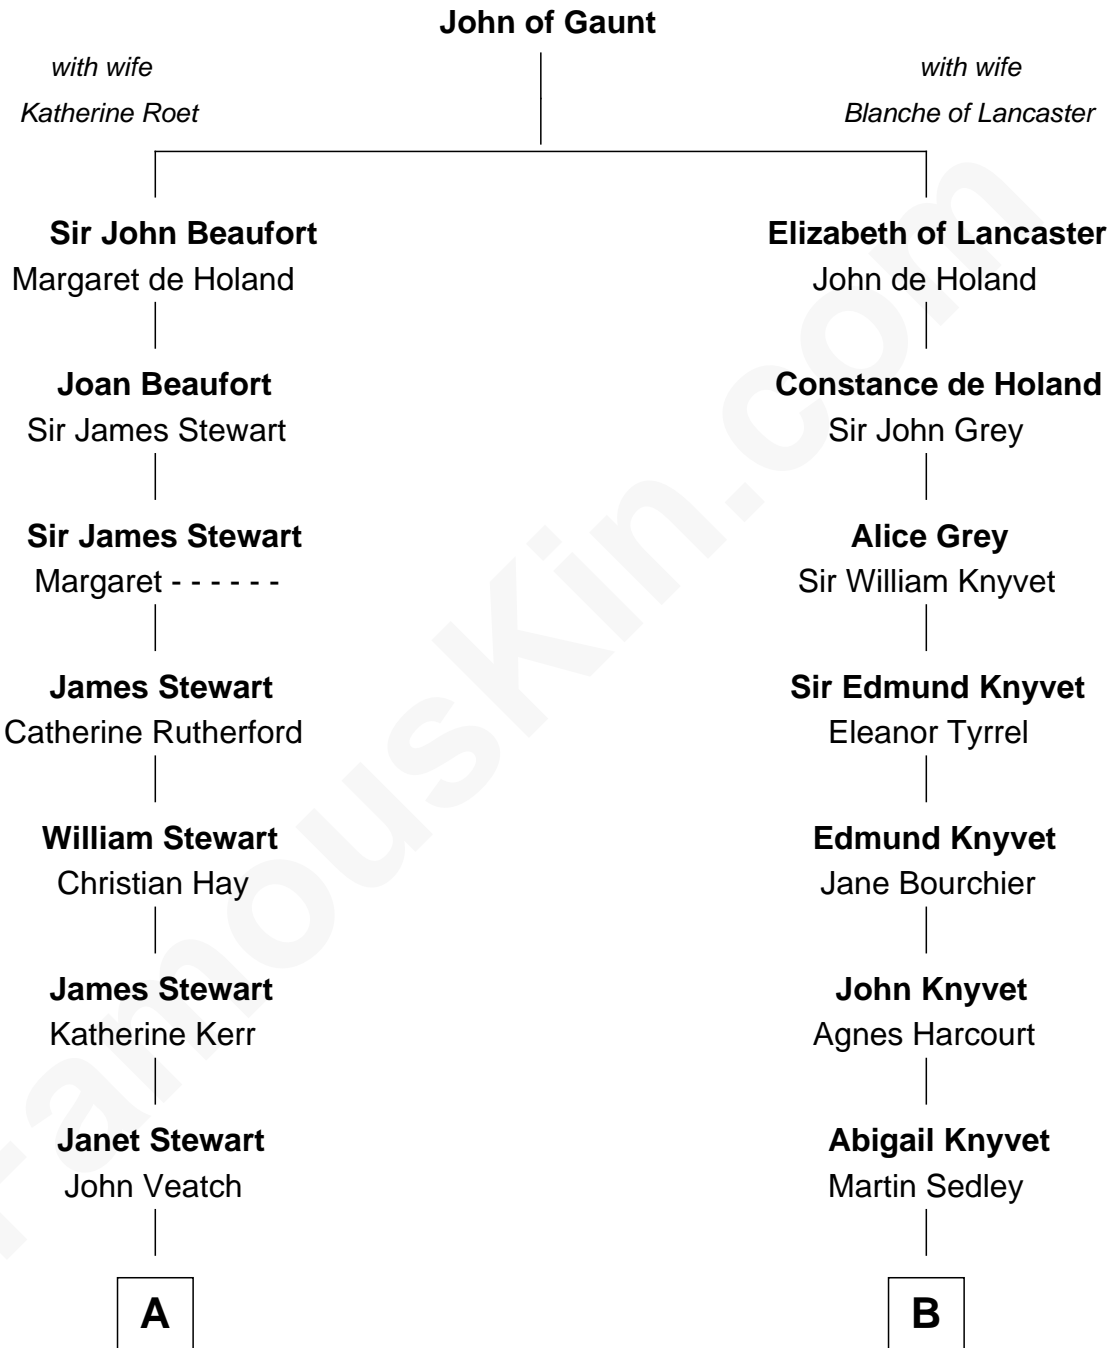 John of Gaunt
with wife
Katherine Roet
with wife
Blanche of Lancaster
Sir John Beaufort
Margaret de Holand
Elizabeth of Lancaster
John de Holand
Joan Beaufort
Sir James Stewart
Constance de Holand
Sir John Grey
Sir James Stewart
Margaret - - - - - -
Alice Grey
Sir William Knyvet
James Stewart
Catherine Rutherford
Sir Edmund Knyvet
Eleanor Tyrrel
William Stewart
Christian Hay
Edmund Knyvet
Jane Bourchier
James Stewart
Katherine Kerr
John Knyvet
Agnes Harcourt
Janet Stewart
John Veatch
Abigail Knyvet
Martin Sedley
A
B
FamousKin.com